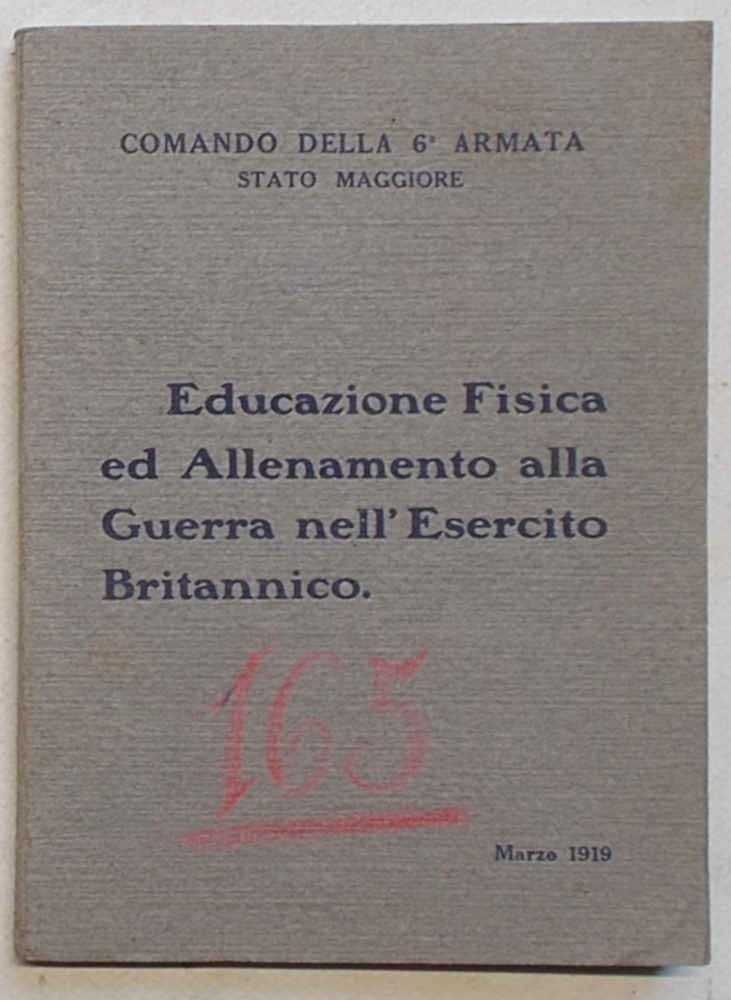 COMANDO DELLA 6ª ARMATA
STATO MAGGIORE
Educazione Fisica
ed Allenamento alla
Guerra nell'Esercito
Britannico.
165
Marzo 1919